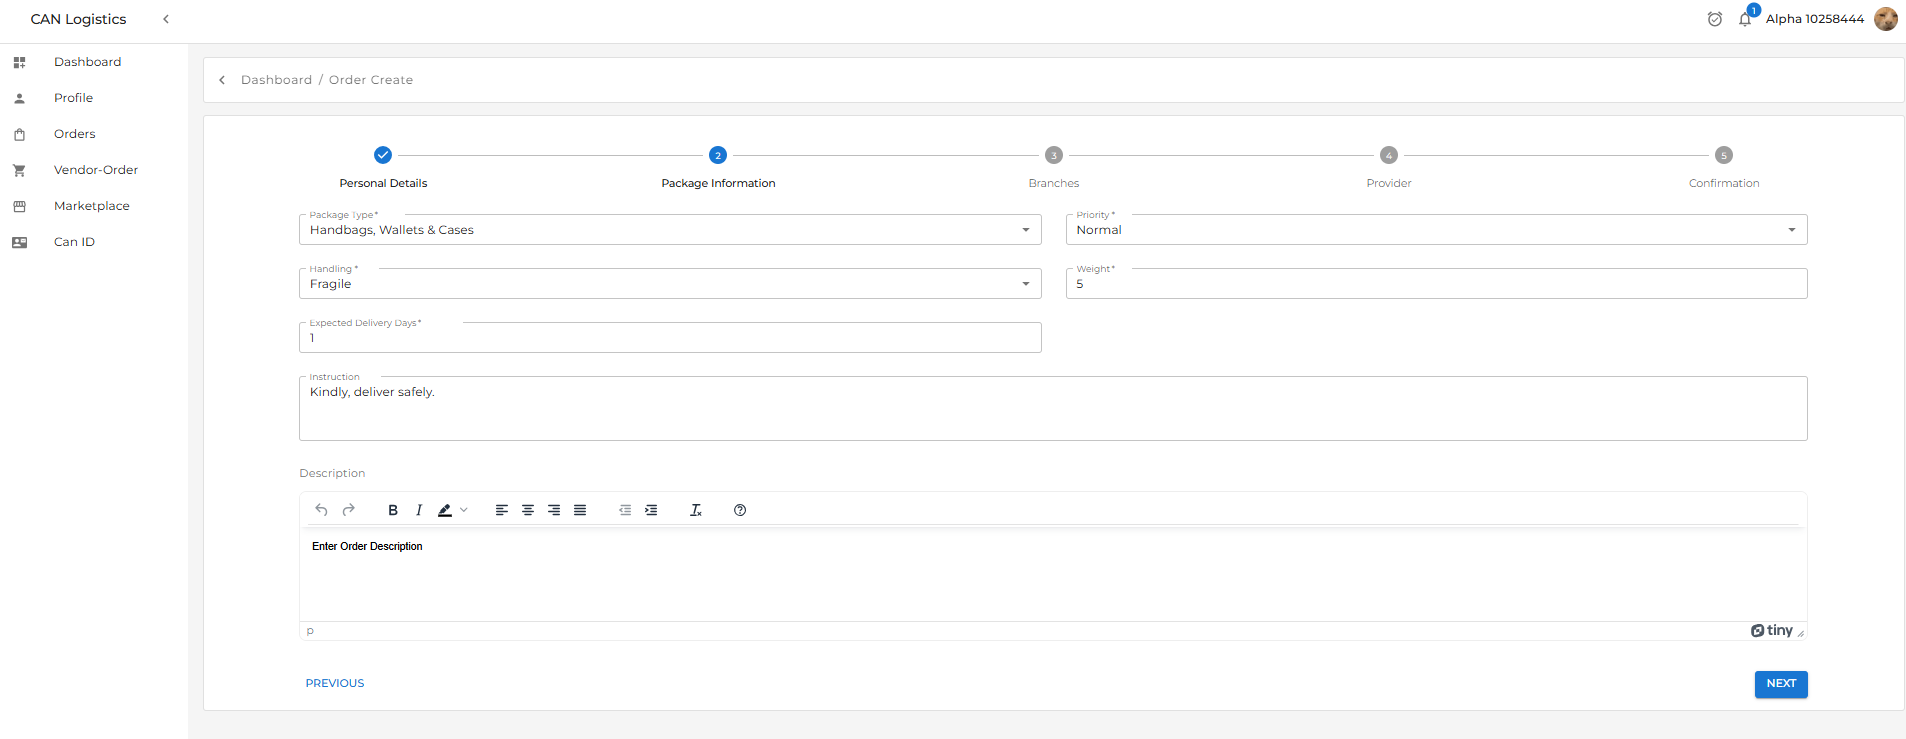 CAN Logistics
1
Alpha 10258444
Dashboard
Profile
Orders
Vendor-Order
Marketplace
Can ID
Dashboard / Order Create
2
3
4
5
Personal Details
Package Information
Branches
Provider
Confirmation
Package Type *
Handbags, Wallets & Cases
Priority *
Normal
Handling *
Fragile
Weight *
5
Expected Delivery Days *
1
Instruction
Kindly, deliver safely.
Description
B I
Enter Order Description
p
tiny
PREVIOUS
NEXT